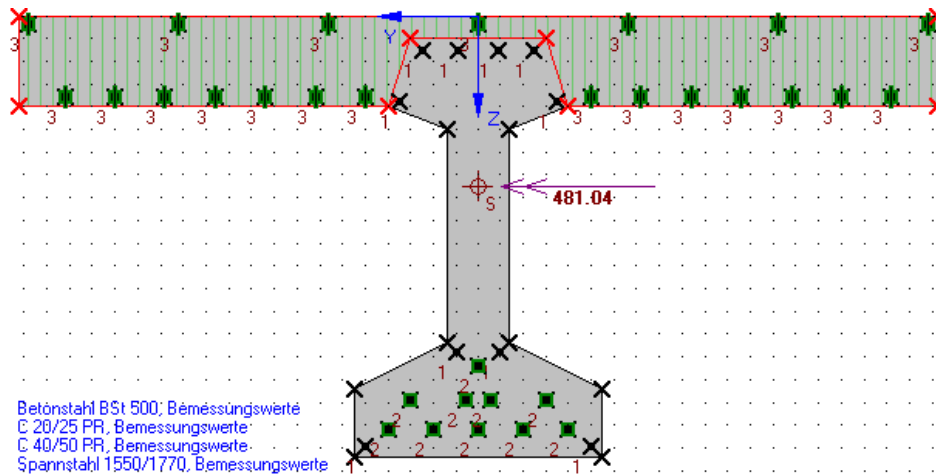 3 3 3 Y 3 3 3 3
1 1 1 1
3 3 3 3 3 3 3 1 Z 1 3 3 3 3 3 3 3
S 481.04
1 1
2
2 2 2 2
2 2 2 2 2
1 1
Betonstahl BSt 500, Bemessungswerte
C 20/25 PR, Bemessungswerte
C 40/50 PR, Bemessungswerte
Spannstahl 1550/1770, Bemessungswerte